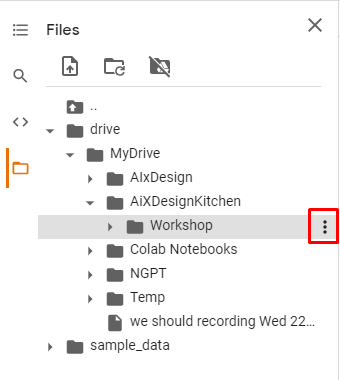 Files
..
drive
MyDrive
AIxDesign
AiXDesignKitchen
Workshop
Colab Notebooks
NGPT
Temp
we should recording Wed 22...
sample_data